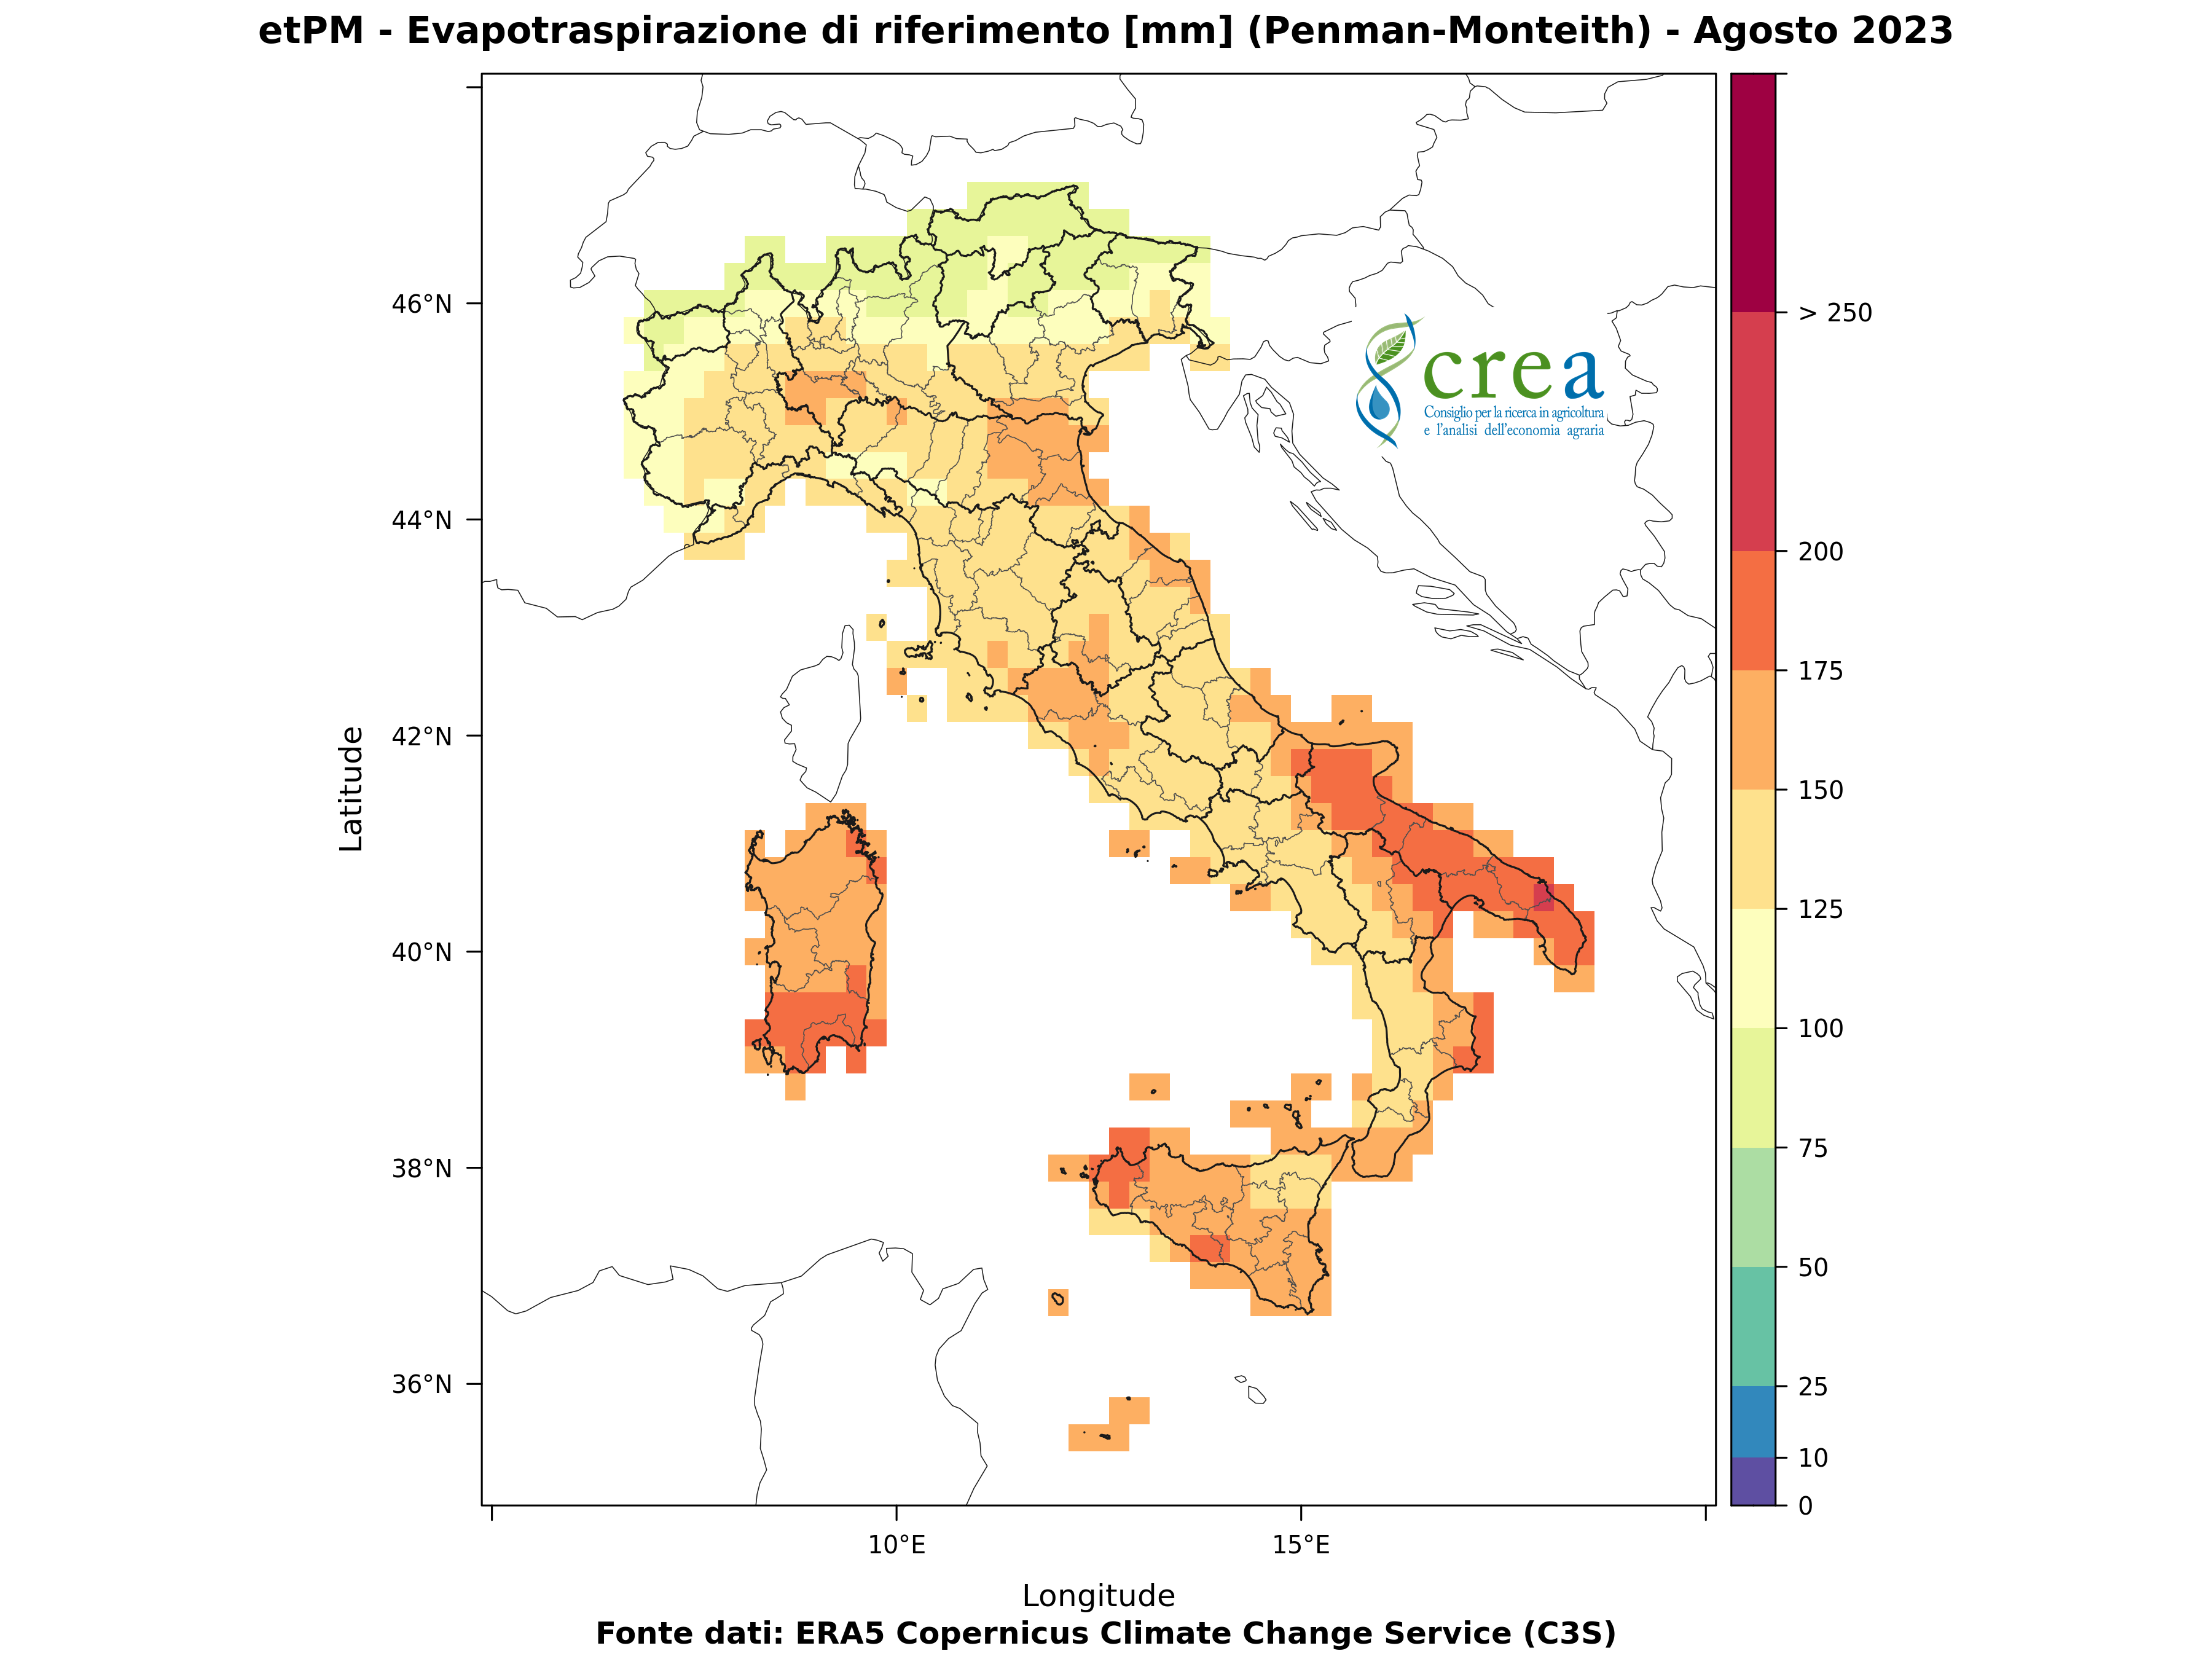 etPM - Evapotraspirazione di riferimento [mm] (Penman-Monteith) - Agosto 2023
> 250
200
175
150
125
100
75
50
25
10
0
46°N
44°N
42°N
40°N
38°N
36°N
Latitude
crea
Consiglio per la ricerca in agricoltura
e l'analisi dell'economia agraria
10°E
15°E
Longitude
Fonte dati: ERA5 Copernicus Climate Change Service (C3S)